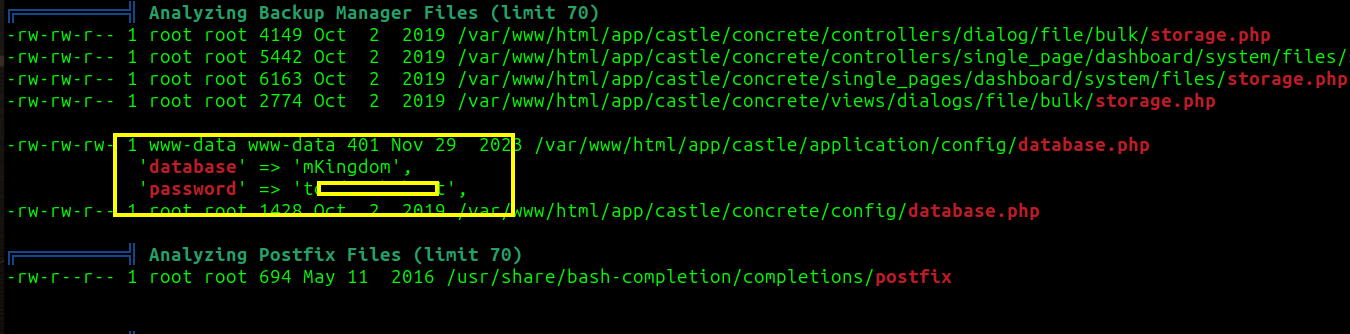 Analyzing Backup Manager Files (limit 70)
-rw-rw-r-- 1 root root 4149 Oct  2  2019 /var/www/html/app/castle/concrete/controllers/dialog/file/bulk/storage.php
-rw-rw-r-- 1 root root 5442 Oct  2  2019 /var/www/html/app/castle/concrete/controllers/single_page/dashboard/system/files/
-rw-rw-r-- 1 root root 6163 Oct  2  2019 /var/www/html/app/castle/concrete/single_pages/dashboard/system/files/storage.php
-rw-rw-r-- 1 root root 2774 Oct  2  2019 /var/www/html/app/castle/concrete/views/dialogs/file/bulk/storage.php
-rw-rw-rw- 1 www-data www-data 401 Nov 29  2023 /var/www/html/app/castle/application/config/database.php
'database' => 'mKingdom',
'password' => 't t',
-rw-rw-r-- 1 root root 1428 Oct  2  2019 /var/www/html/app/castle/concrete/config/database.php
Analyzing Postfix Files (limit 70)
-rw-r--r-- 1 root root 694 May 11  2016 /usr/share/bash-completion/completions/postfix